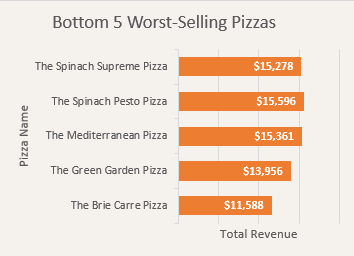 Bottom 5 Worst-Selling Pizzas
The Spinach Supreme Pizza $15,278
The Spinach Pesto Pizza $15,596
The Mediterranean Pizza $15,361
The Green Garden Pizza $13,956
The Brie Carre Pizza $11,588
Pizza Name
Total Revenue